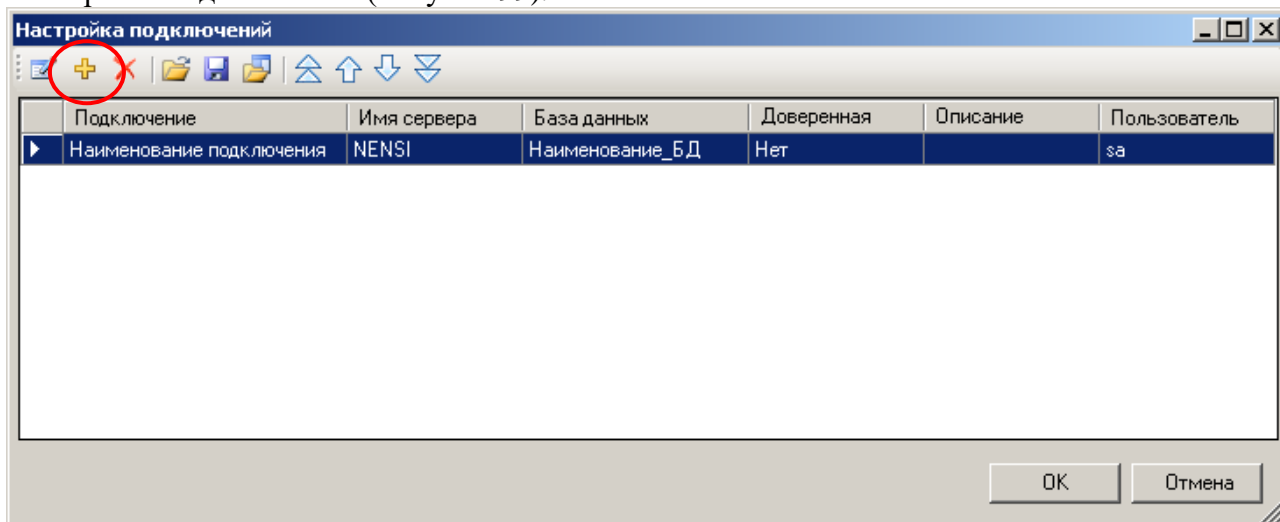 Настройка подключений
Подключение Имя сервера База данных Доверенная Описание Пользователь
Наименование подключения NENSI Наименование_БД Нет sa
OK Отмена